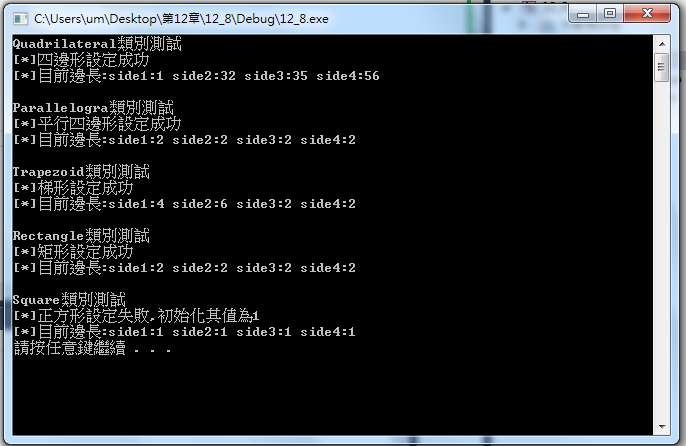 C:\Users\um\Desktop\第12章\12_8\Debug\12_8.exe
Quadrilateral類別測試
[*]四邊形設定成功
[*]目前邊長:side1:1 side2:32 side3:35 side4:56
Parallelogra類別測試
[*]平行四邊形設定成功
[*]目前邊長:side1:2 side2:2 side3:2 side4:2
Trapezoid類別測試
[*]梯形設定成功
[*]目前邊長:side1:4 side2:6 side3:2 side4:2
Rectangle類別測試
[*]矩形設定成功
[*]目前邊長:side1:2 side2:2 side3:2 side4:2
Square類別測試
[*]正方形設定失敗,初始化其值為1
[*]目前邊長:side1:1 side2:1 side3:1 side4:1
請按任意鍵繼續 . . .